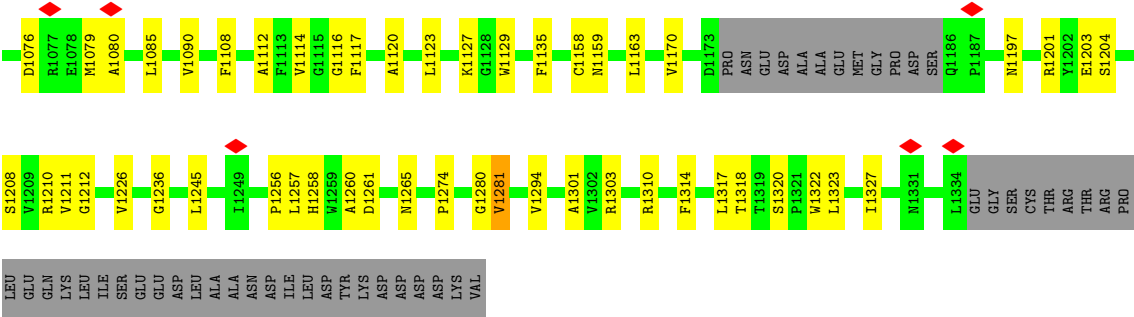 D1076 R1077 E1078 M1079 A1080 L1085 V1090 F1108 A1112 F1113 V1114 G1115 G1116 F1117 A1120 L1123 K1127 G1128 W1129 F1135 C1158 N1159 L1163 V1170 D1173 PRO ASN GLU ASP ALA ALA GLU MET GLY PRO ASP SER Q1186 P1187 N1197 R1201 Y1202 E1203 S1204
S1208 V1209 R1210 V1211 G1212 V1226 G1236 L1245 I1249 P1256 L1257 H1258 W1259 A1260 D1261 N1265 P1274 G1280 V1281 V1294 A1301 V1302 R1303 R1310 F1314 L1317 T1318 T1319 S1320 P1321 W1322 L1323 I1327 N1331 L1334 GLU GLY SER CYS THR ARG THR ARG PRO
LEU GLU GLN LYS LEU ILE SER GLU GLU ASP LEU ALA ALA ASN ASP ILE LEU ASP TYR LYS ASP ASP ASP ASP LYS VAL